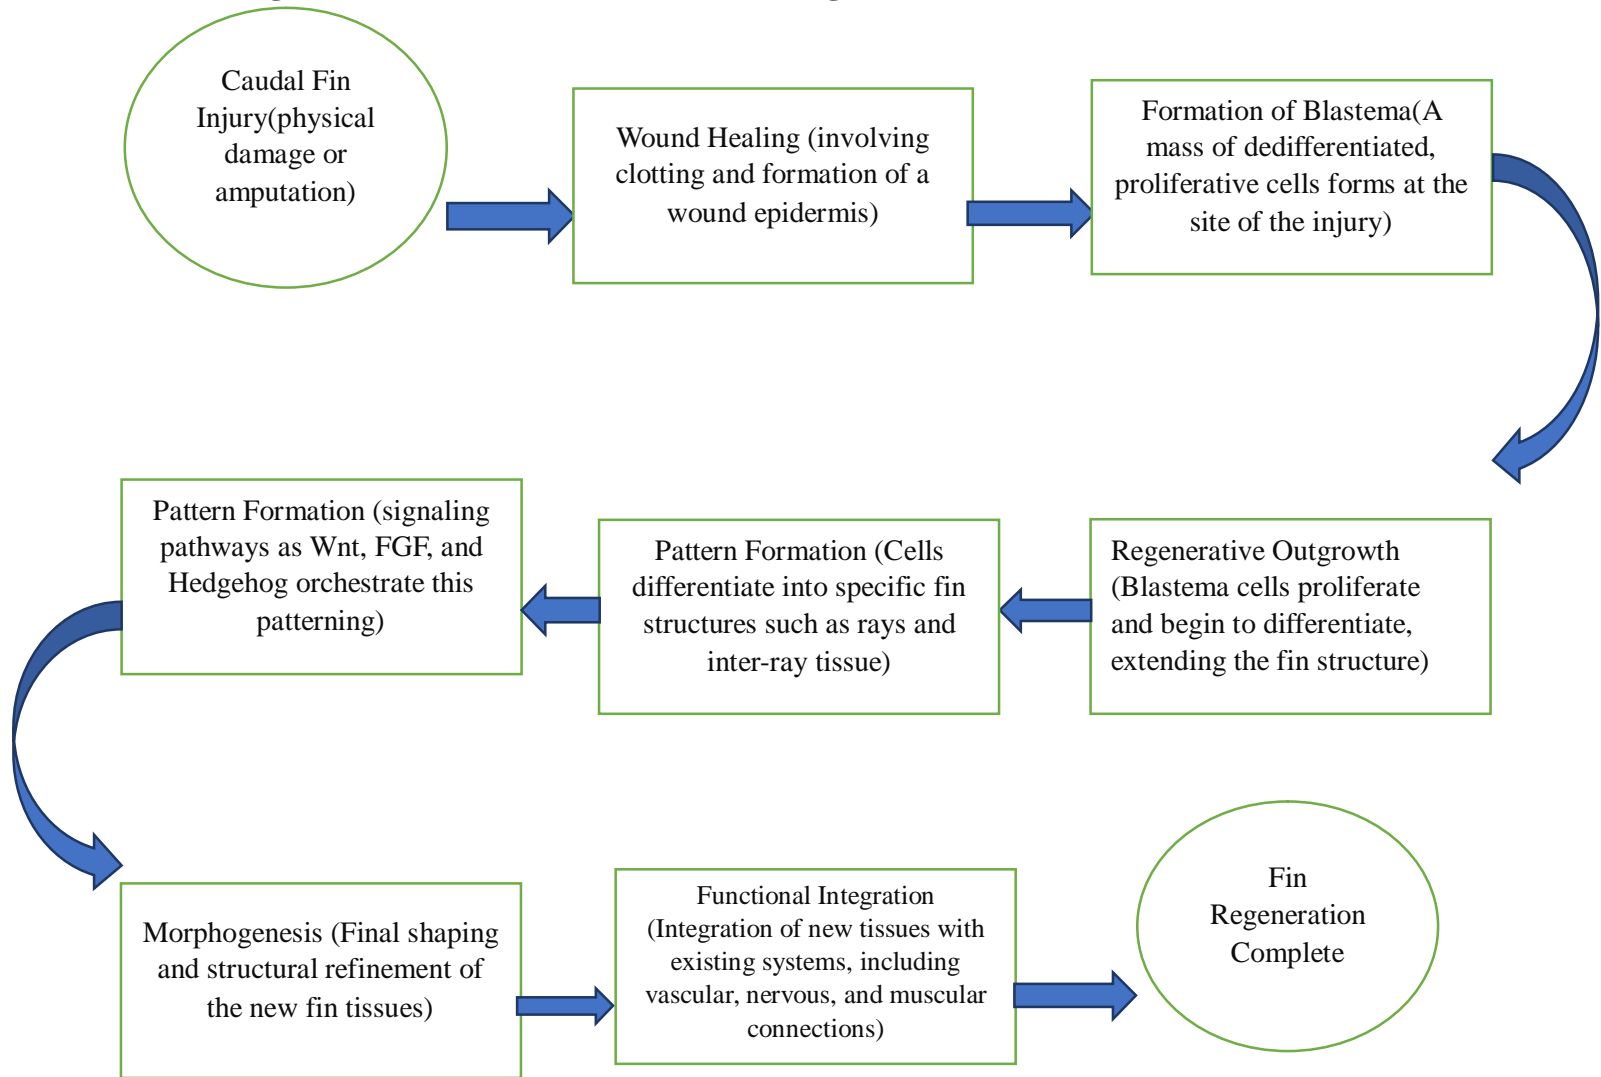 Caudal Fin
Injury(physical
damage or
amputation)
Wound Healing (involving
clotting and formation of a
wound epidermis)
Formation of Blastema(A
mass of dedifferentiated,
proliferative cells forms at the
site of the injury)
Regenerative Outgrowth
(Blastema cells proliferate
and begin to differentiate,
extending the fin structure)
Pattern Formation (Cells
differentiate into specific fin
structures such as rays and
inter-ray tissue)
Pattern Formation (signaling
pathways as Wnt, FGF, and
Hedgehog orchestrate this
patterning)
Morphogenesis (Final shaping
and structural refinement of
the new fin tissues)
Functional Integration
(Integration of new tissues with
existing systems, including
vascular, nervous, and muscular
connections)
Fin
Regeneration
Complete